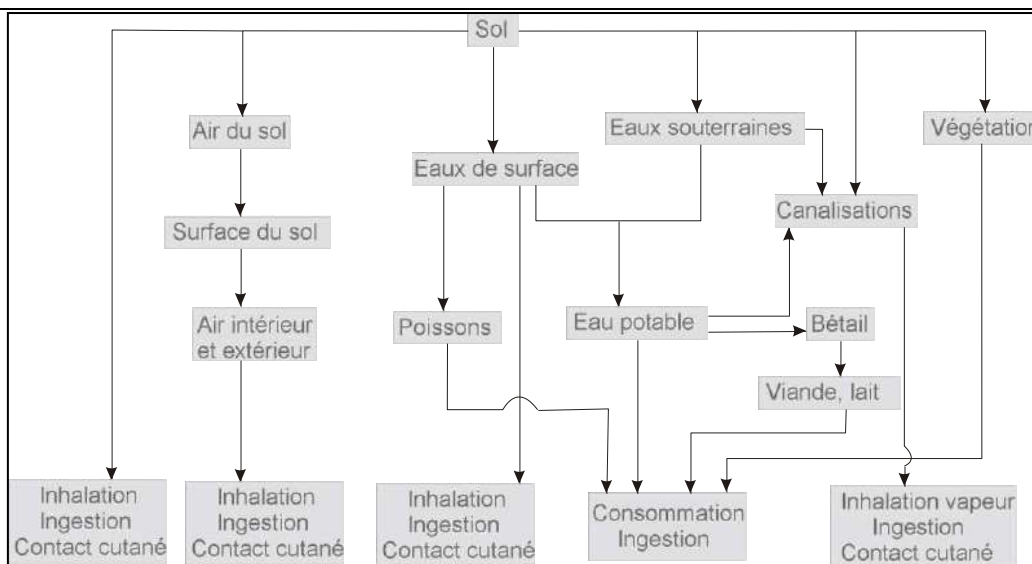 Sol
Air du sol
Eaux souterraines
Végétation
Eaux de surface
Canalisations
Surface du sol
Air intérieur
et extérieur
Poissons
Eau potable
Bétail
Viande, lait
Inhalation
Ingestion
Contact cutané
Inhalation
Ingestion
Contact cutané
Inhalation
Ingestion
Contact cutané
Consommation
Ingestion
Inhalation vapeur
Ingestion
Contact cutané